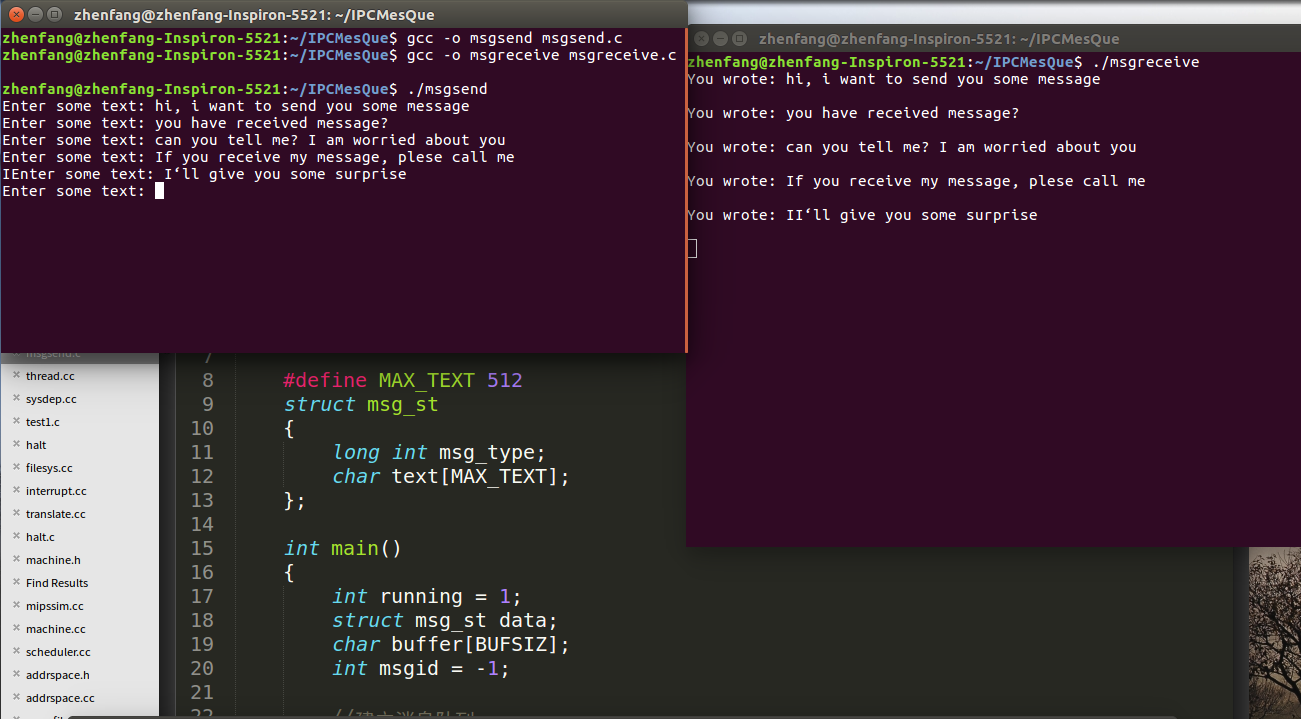 zhenfang@zhenfang-Inspiron-5521: ~/IPCMesQue
zhenfang@zhenfang-Inspiron-5521:~/IPCMesQue$ gcc -o msgsend msgsend.c
zhenfang@zhenfang-Inspiron-5521:~/IPCMesQue$ gcc -o msgreceive msgreceive.c
zhenfang@zhenfang-Inspiron-5521:~/IPCMesQue$ ./msgsend
Enter some text: hi, i want to send you some message
Enter some text: you have received message?
Enter some text: can you tell me? I am worried about you
Enter some text: If you receive my message, plese call me
IEnter some text: I‘ll give you some surprise
Enter some text:
zhenfang@zhenfang-Inspiron-5521: ~/IPCMesQue
zhenfang@zhenfang-Inspiron-5521:~/IPCMesQue$ ./msgreceive
You wrote: hi, i want to send you some message
You wrote: you have received message?
You wrote: can you tell me? I am worried about you
You wrote: If you receive my message, plese call me
You wrote: II‘ll give you some surprise
msgsend.c
thread.cc
sysdep.cc
test1.c
halt
filesys.cc
interrupt.cc
translate.cc
halt.c
machine.h
Find Results
mipssim.cc
machine.cc
scheduler.cc
addrspace.h
addrspace.cc
7
8 #define MAX_TEXT 512
9 struct msg_st
10 {
11 long int msg_type;
12 char text[MAX_TEXT];
13 };
14
15 int main()
16 {
17 int running = 1;
18 struct msg_st data;
19 char buffer[BUFSIZ];
20 int msgid = -1;
21
22